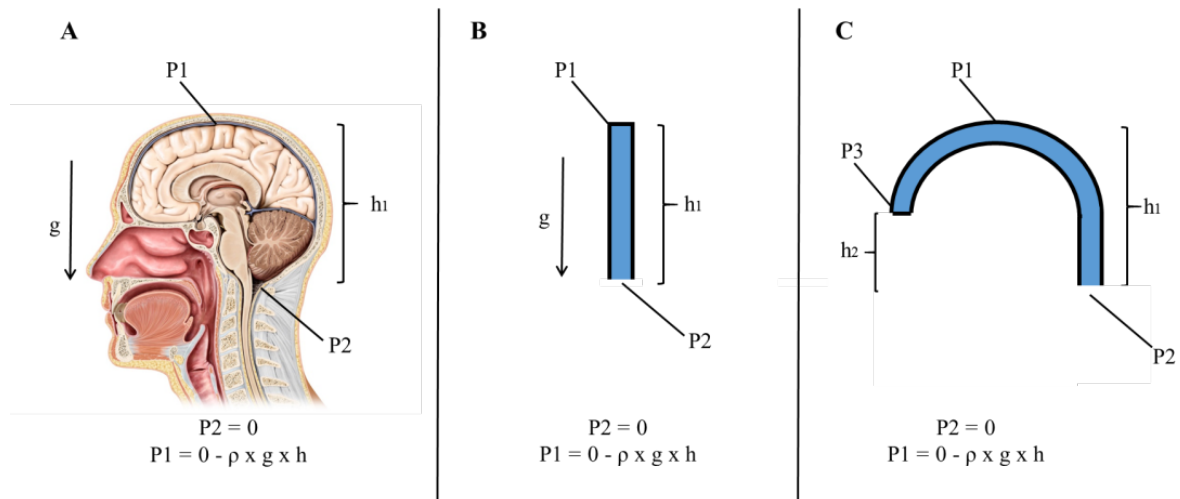 A
P1
g
h1
P2
P2 = 0
P1 = 0 - ρ x g x h
B
P1
g
h1
P2
P2 = 0
P1 = 0 - ρ x g x h
C
P1
P3
h1
h2
P2
P2 = 0
P1 = 0 - ρ x g x h